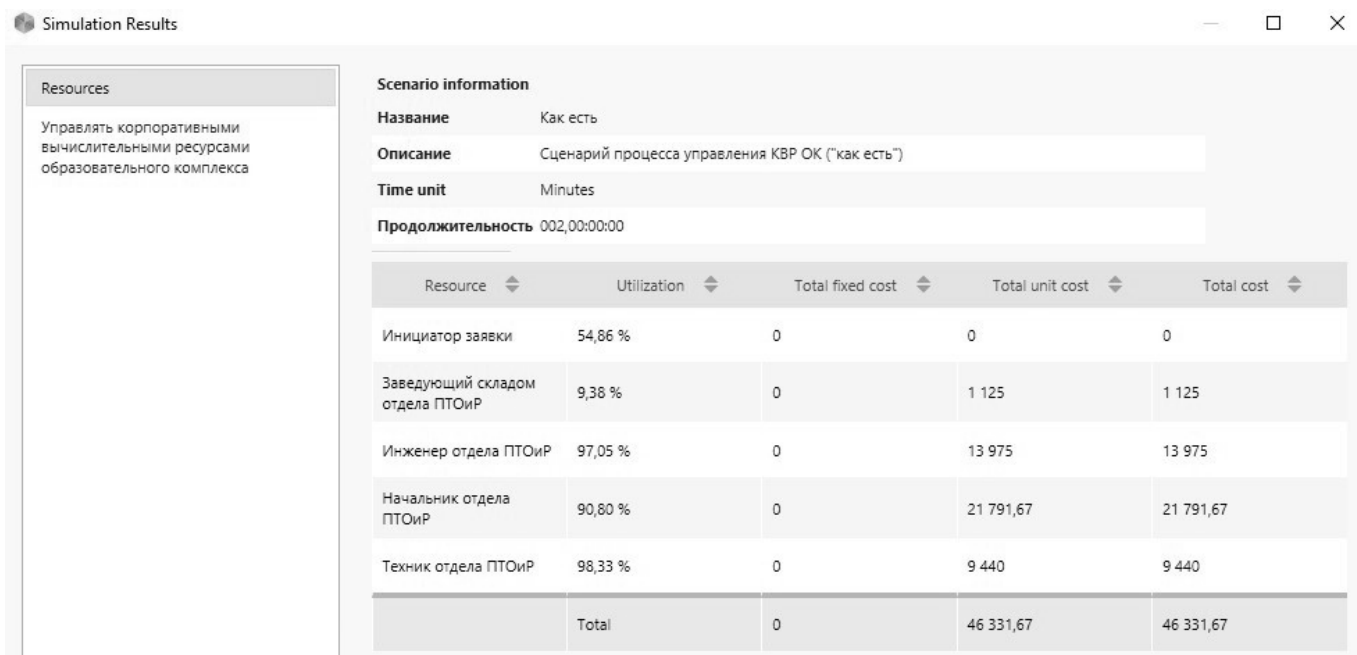 Simulation Results
Resources
Управлять корпоративными
вычислительными ресурсами
образовательного комплекса
Scenario information
Название Как есть
Описание Сценарий процесса управления КВР ОК ("как есть")
Time unit Minutes
Продолжительность 002,00:00:00
Resource Utilization Total fixed cost Total unit cost Total cost
Инициатор заявки 54,86 % 0 0 0
Заведующий складом
отдела ПТОиР 9,38 % 0 1 125 1 125
Инженер отдела ПТОиР 97,05 % 0 13 975 13 975
Начальник отдела
ПТОиР 90,80 % 0 21 791,67 21 791,67
Техник отдела ПТОиР 98,33 % 0 9 440 9 440
Total 0 46 331,67 46 331,67